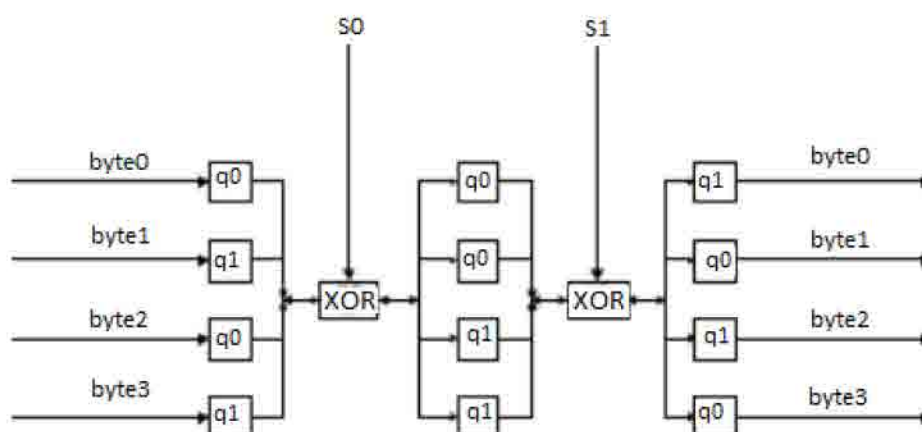 S0 S1
byte0 q0 q0 q1 byte0
byte1 q1 q0 q0 byte1
XOR XOR
byte2 q0 q1 q1 byte2
byte3 q1 q1 q0 byte3